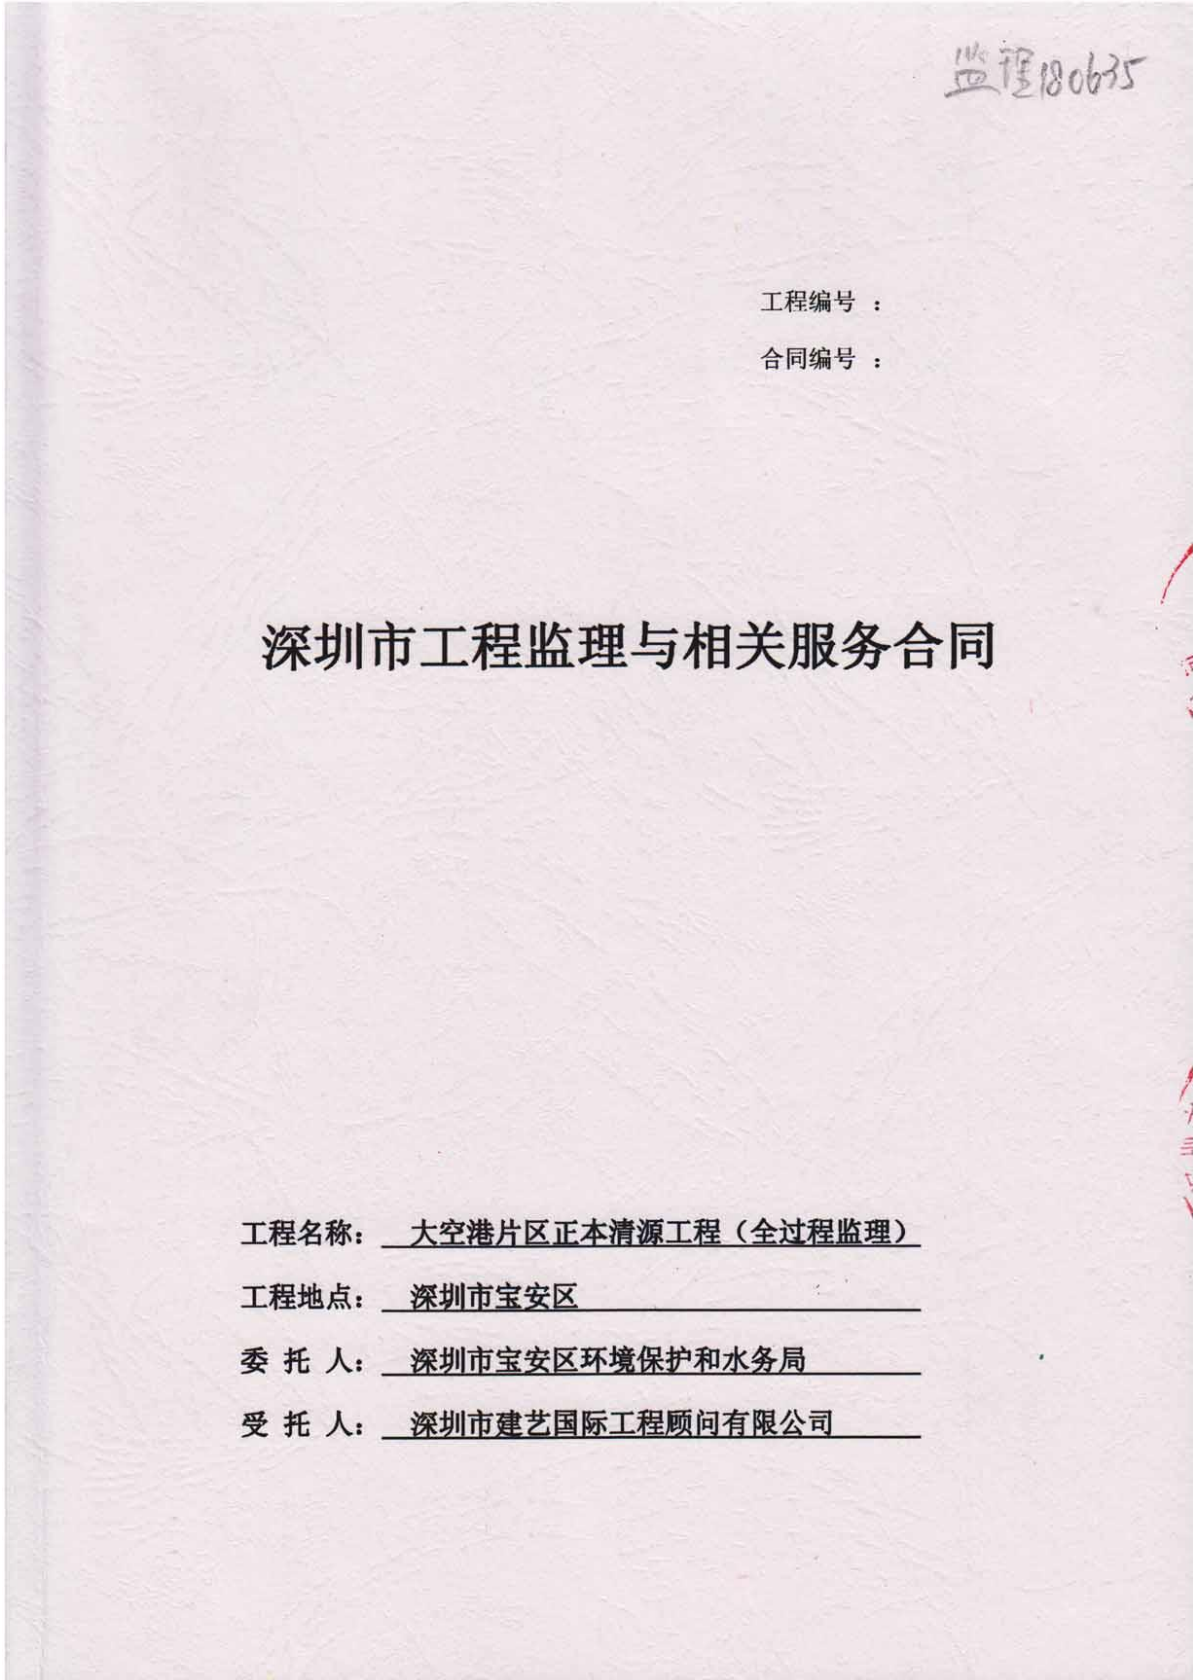 监理180635
工程编号 :
合同编号 :
深圳市工程监理与相关服务合同
工程名称: 大空港片区正本清源工程（全过程监理）
工程地点: 深圳市宝安区
委 托 人: 深圳市宝安区环境保护和水务局
受 托 人: 深圳市建艺国际工程顾问有限公司